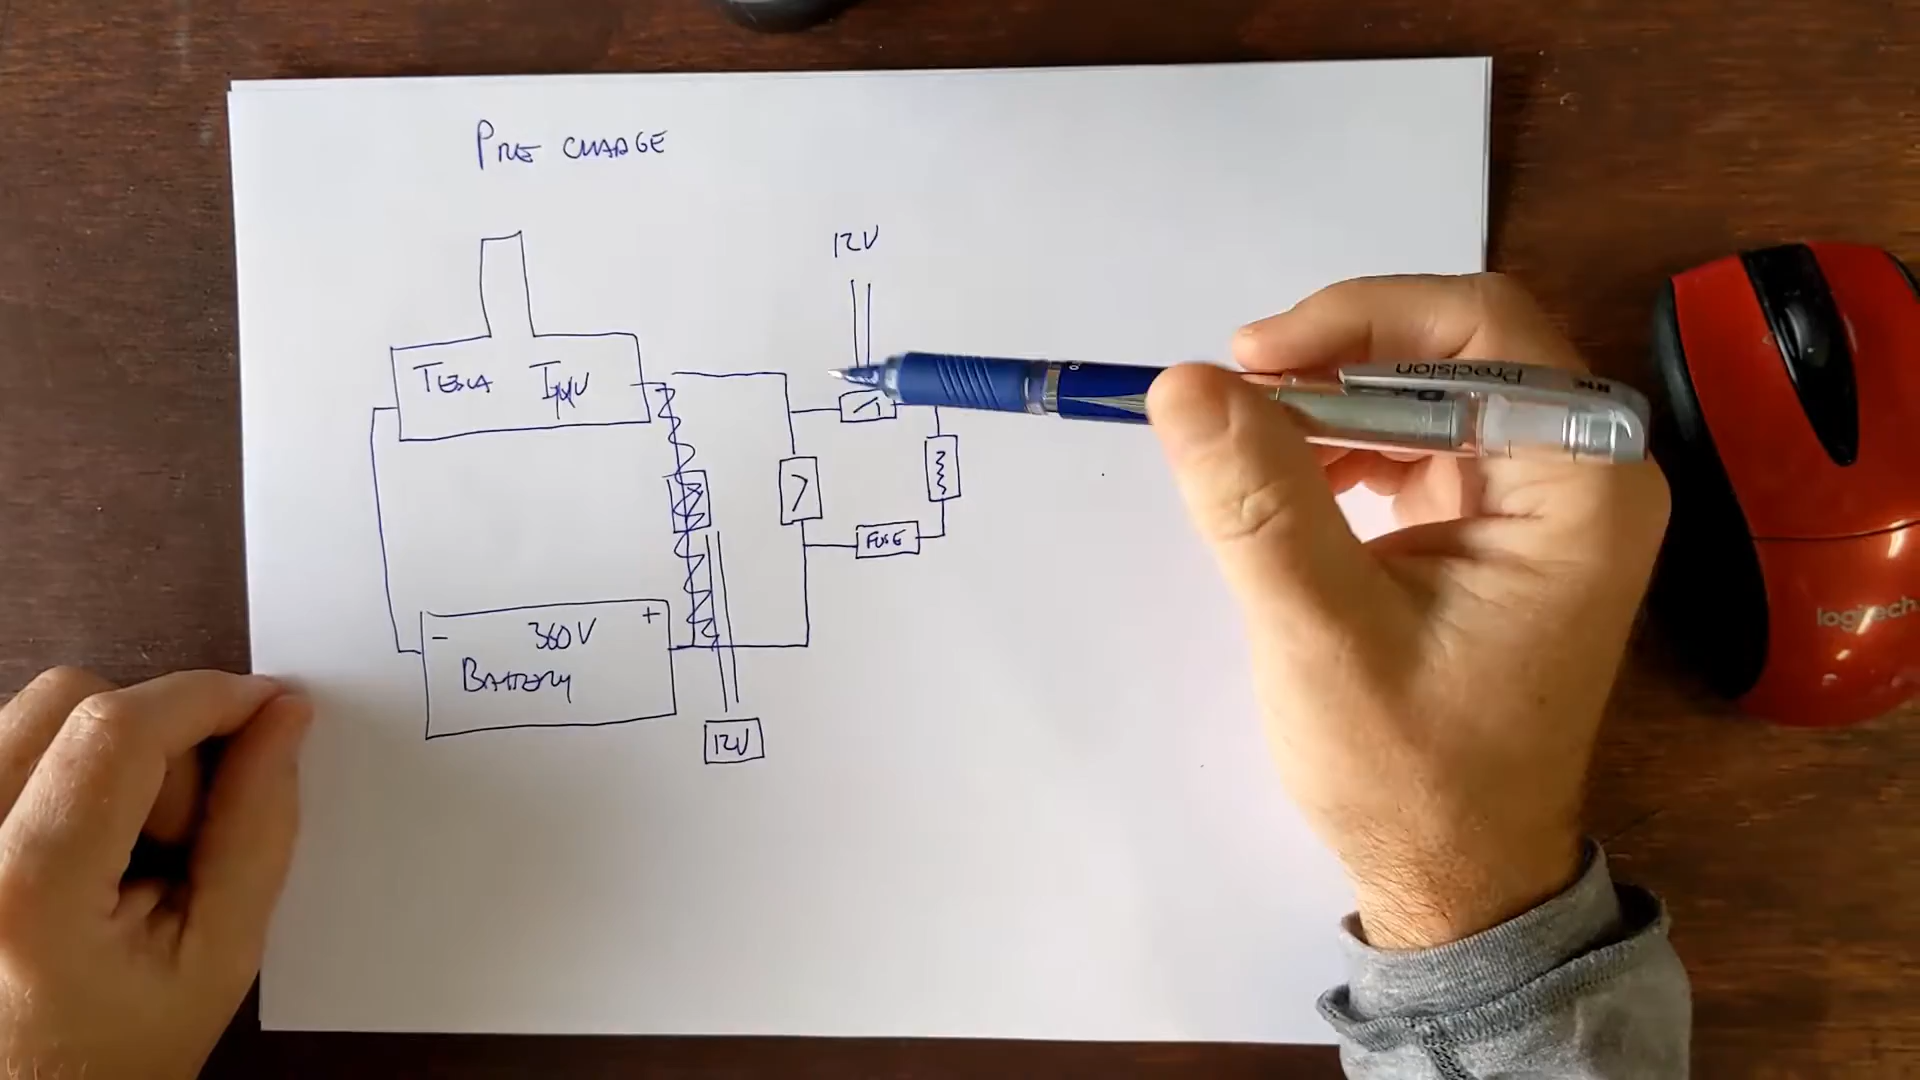 PRE CHARGE
12V
TESLA INV
FUSE
- 360V +
BATTERY
12V
Precision
logitech